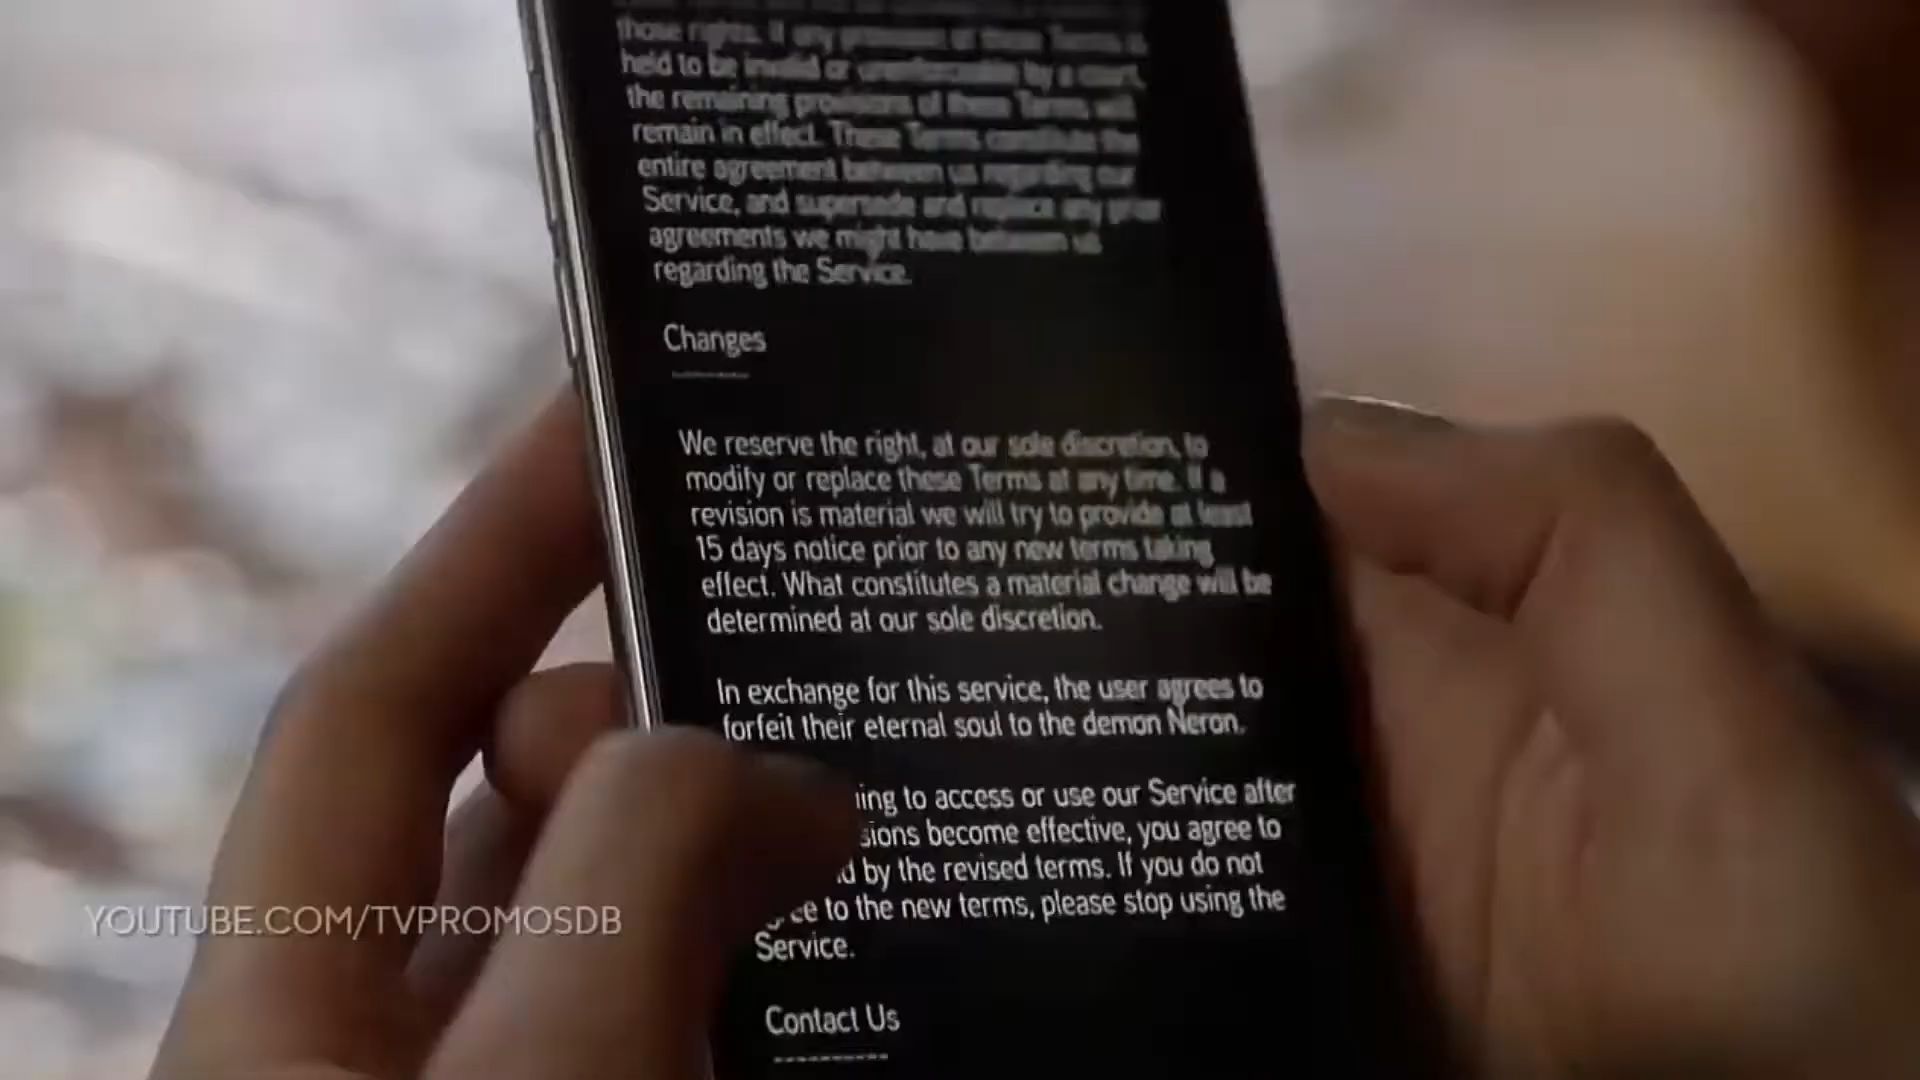 those rights. If any provision of these Terms is
held to be invalid or unenforceable by a court,
the remaining provisions of these Terms will
remain in effect. These Terms constitute the
entire agreement between us regarding our
Service, and supersede and replace any prior
agreements we might have between us
regarding the Service.
Changes
----------
We reserve the right, at our sole discretion, to
modify or replace these Terms at any time. If a
revision is material we will try to provide at least
15 days notice prior to any new terms taking
effect. What constitutes a material change will be
determined at our sole discretion.
In exchange for this service, the user agrees to
forfeit their eternal soul to the demon Neron.
ing to access or use our Service after
sions become effective, you agree to
d by the revised terms. If you do not
ee to the new terms, please stop using the
Service.
Contact Us
----------
YOUTUBE.COM/TVPROMOSDB